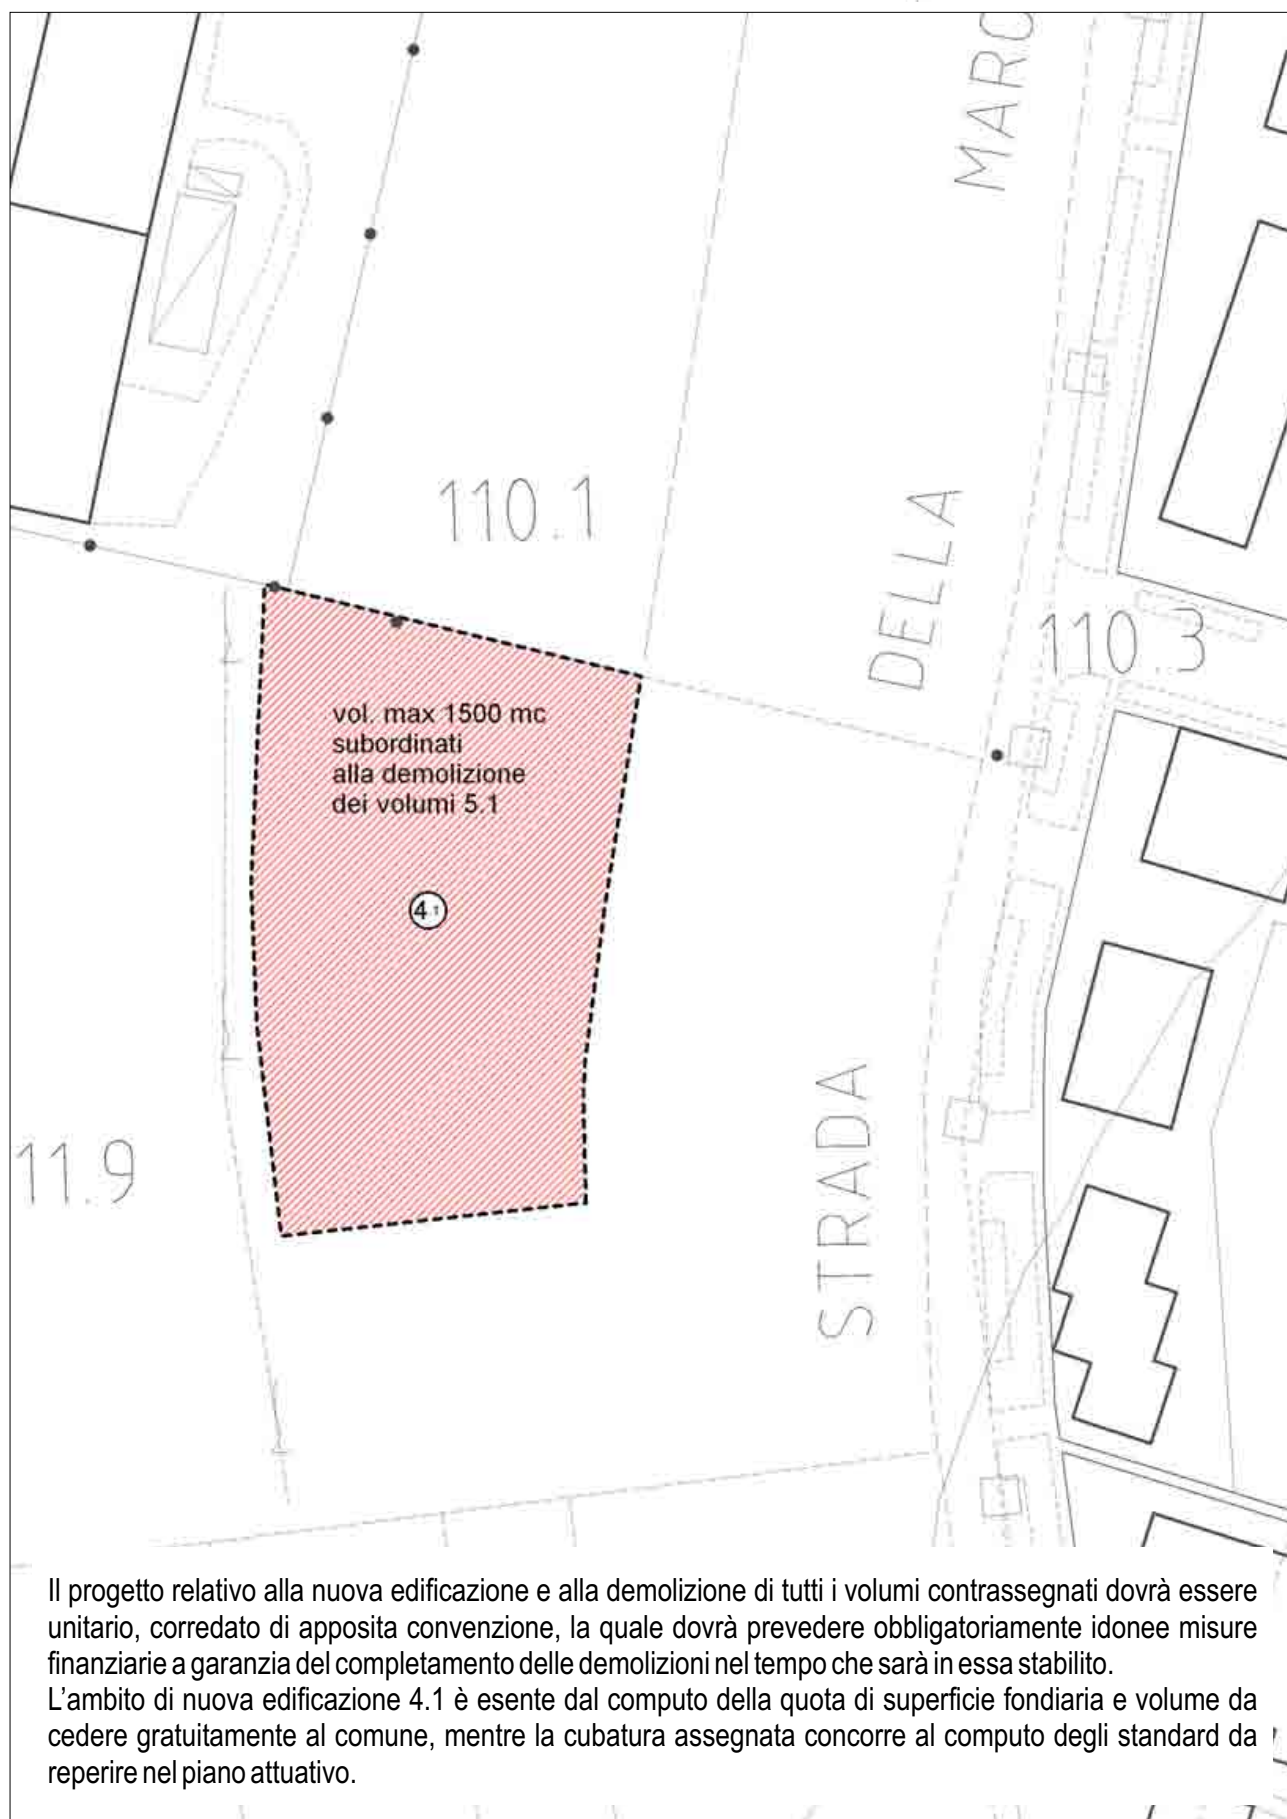 MARO
110.1
DELLA
110.3
vol. max 1500 mc
subordinati
alla demolizione
dei volumi 5.1
4.1
11.9
STRADA
Il progetto relativo alla nuova edificazione e alla demolizione di tutti i volumi contrassegnati dovrà essere
unitario, corredato di apposita convenzione, la quale dovrà prevedere obbligatoriamente idonee misure
finanziarie a garanzia del completamento delle demolizioni nel tempo che sarà in essa stabilito.
L’ambito di nuova edificazione 4.1 è esente dal computo della quota di superficie fondiaria e volume da
cedere gratuitamente al comune, mentre la cubatura assegnata concorre al computo degli standard da
reperire nel piano attuativo.